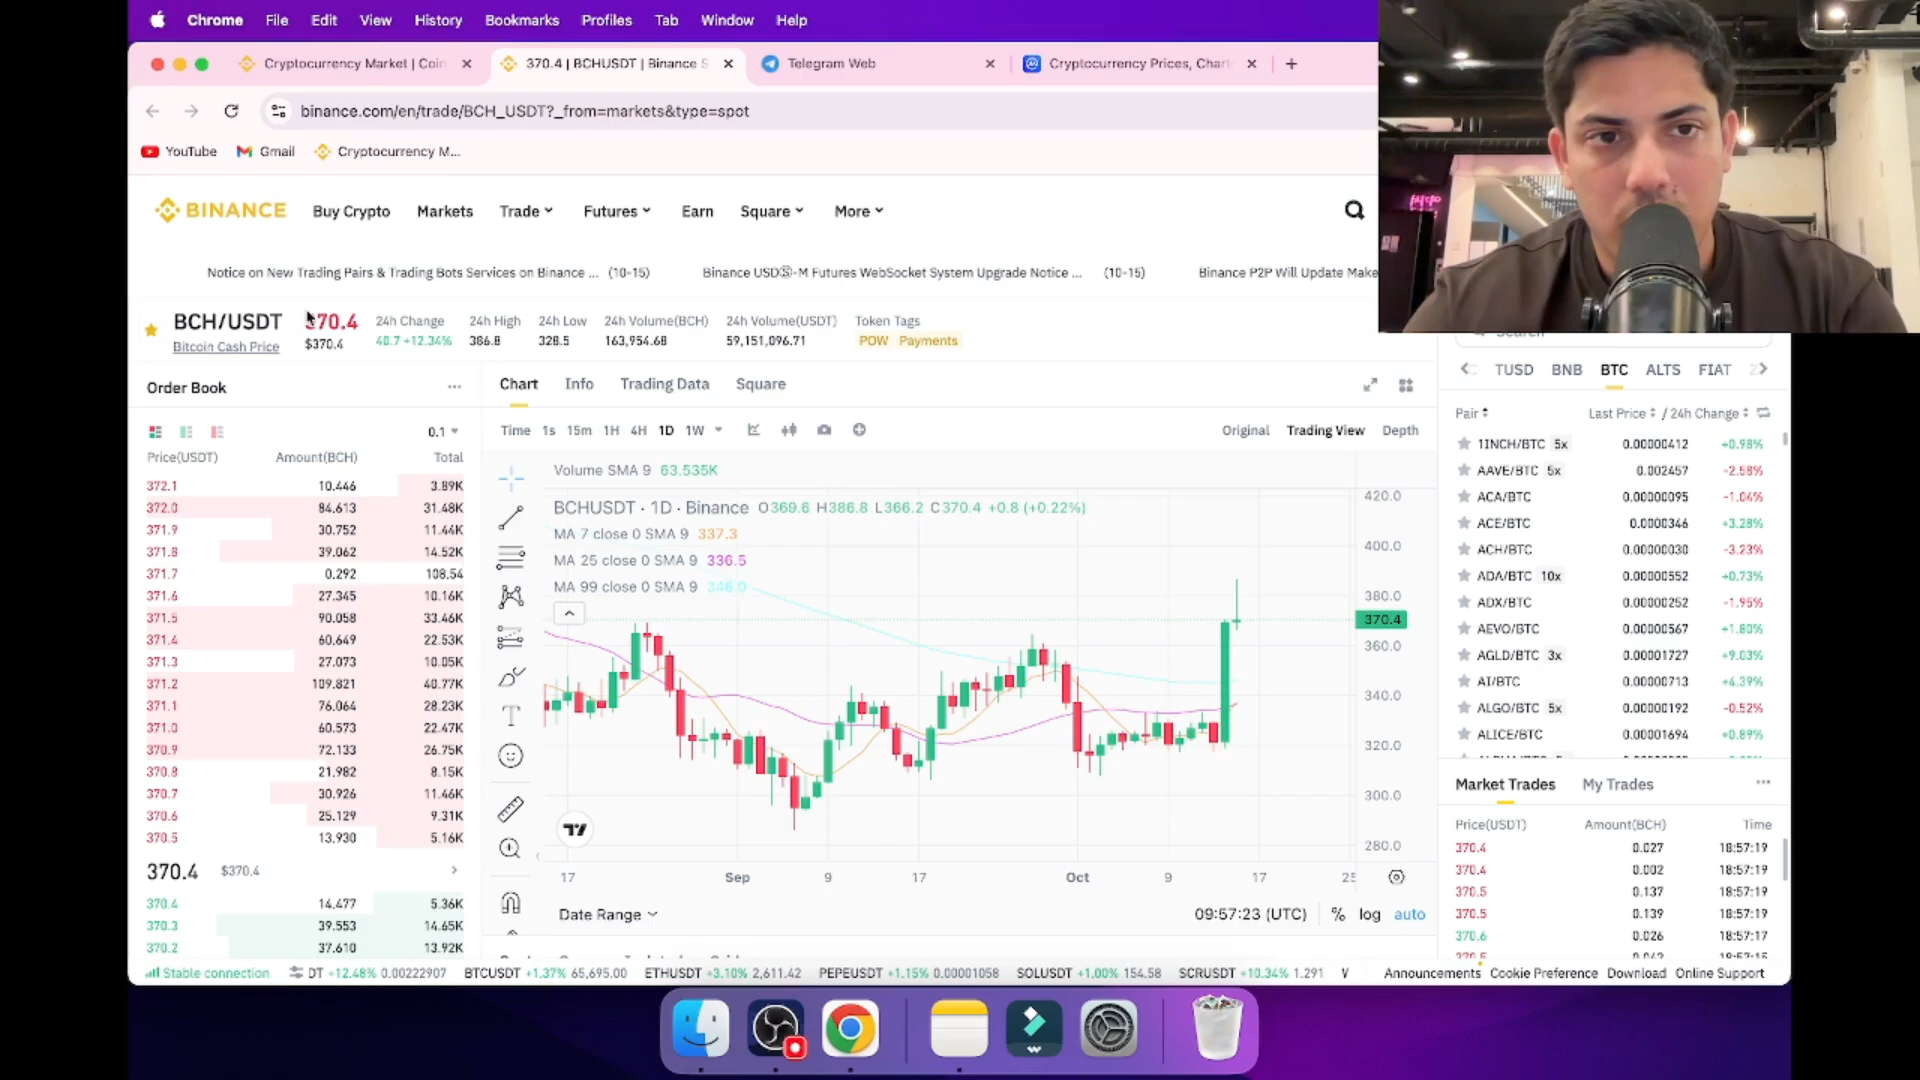 Chrome File Edit View History Bookmarks Profiles Tab Window Help
Cryptocurrency Market | Coin
370.4 | BCHUSDT | Binance S
Telegram Web
Cryptocurrency Prices, Chart
binance.com/en/trade/BCH_USDT?_from=markets&type=spot
YouTube Gmail Cryptocurrency M...
BINANCE Buy Crypto Markets Trade Futures Earn Square More
Notice on New Trading Pairs & Trading Bots Services on Binance ... (10-15) Binance USDⓈ-M Futures WebSocket System Upgrade Notice ... (10-15) Binance P2P Will Update Make
BCH/USDT
Bitcoin Cash Price
370.4
$370.4
24h Change
40.7 +12.34%
24h High
386.8
24h Low
328.5
24h Volume(BCH)
163,954.68
24h Volume(USDT)
59,151,096.71
Token Tags
POW Payments
Order Book
0.1
Price(USDT) Amount(BCH) Total
372.1 10.446 3.89K
372.0 84.613 31.48K
371.9 30.752 11.44K
371.8 39.062 14.52K
371.7 0.292 108.54
371.6 27.345 10.16K
371.5 90.058 33.46K
371.4 60.649 22.53K
371.3 27.073 10.05K
371.2 109.821 40.77K
371.1 76.064 28.23K
371.0 60.573 22.47K
370.9 72.133 26.75K
370.8 21.982 8.15K
370.7 30.926 11.46K
370.6 25.129 9.31K
370.5 13.930 5.16K
370.4 $370.4
370.4 14.477 5.36K
370.3 39.553 14.65K
370.2 37.610 13.92K
Chart Info Trading Data Square
Time 1s 15m 1H 4H 1D 1W
Original Trading View Depth
Volume SMA 9 63.535K
BCHUSDT · 1D · Binance O369.6 H386.8 L366.2 C370.4 +0.8 (+0.22%)
MA 7 close 0 SMA 9 337.3
MA 25 close 0 SMA 9 336.5
MA 99 close 0 SMA 9 346.0
420.0
400.0
380.0
370.4
360.0
340.0
320.0
300.0
280.0
17 Sep 9 17 Oct 9 17 25
Date Range
09:57:23 (UTC) % log auto
Search
TUSD BNB BTC ALTS FIAT Z
Pair Last Price / 24h Change
1INCH/BTC 5x 0.00000412 +0.98%
AAVE/BTC 5x 0.002457 -2.58%
ACA/BTC 0.00000095 -1.04%
ACE/BTC 0.0000346 +3.28%
ACH/BTC 0.00000030 -3.23%
ADA/BTC 10x 0.00000552 +0.73%
ADX/BTC 0.00000252 -1.95%
AEVO/BTC 0.00000567 +1.80%
AGLD/BTC 3x 0.00001727 +9.03%
AI/BTC 0.00000713 +4.39%
ALGO/BTC 5x 0.00000192 -0.52%
ALICE/BTC 0.00001694 +0.89%
Market Trades My Trades
Price(USDT) Amount(BCH) Time
370.4 0.027 18:57:19
370.4 0.002 18:57:19
370.5 0.137 18:57:19
370.5 0.139 18:57:19
370.6 0.026 18:57:17
Stable connection DT +12.48% 0.00222907 BTCUSDT +1.37% 65,695.00 ETHUSDT +3.10% 2,611.42 PEPEUSDT +1.15% 0.00001058 SOLUSDT +1.00% 154.58 SCRUSDT +10.34% 1.291 Announcements Cookie Preference Download Online Support